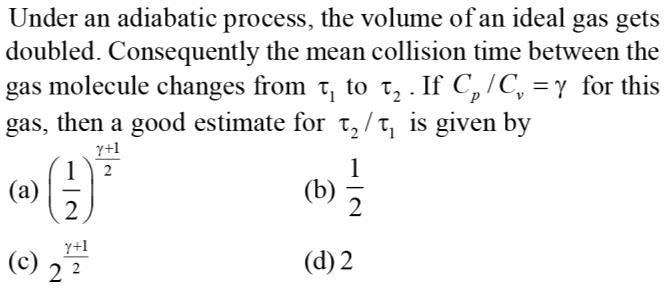 Under an adiabatic process, the volume of an ideal gas gets
doubled. Consequently the mean collision time between the
gas molecule changes from τ₁ to τ₂ . If Cₚ /Cᵥ = γ for this
gas, then a good estimate for τ₂ / τ₁ is given by
(a) (1/2)^((γ+1)/2) (b) 1/2
(c) 2^((γ+1)/2) (d) 2